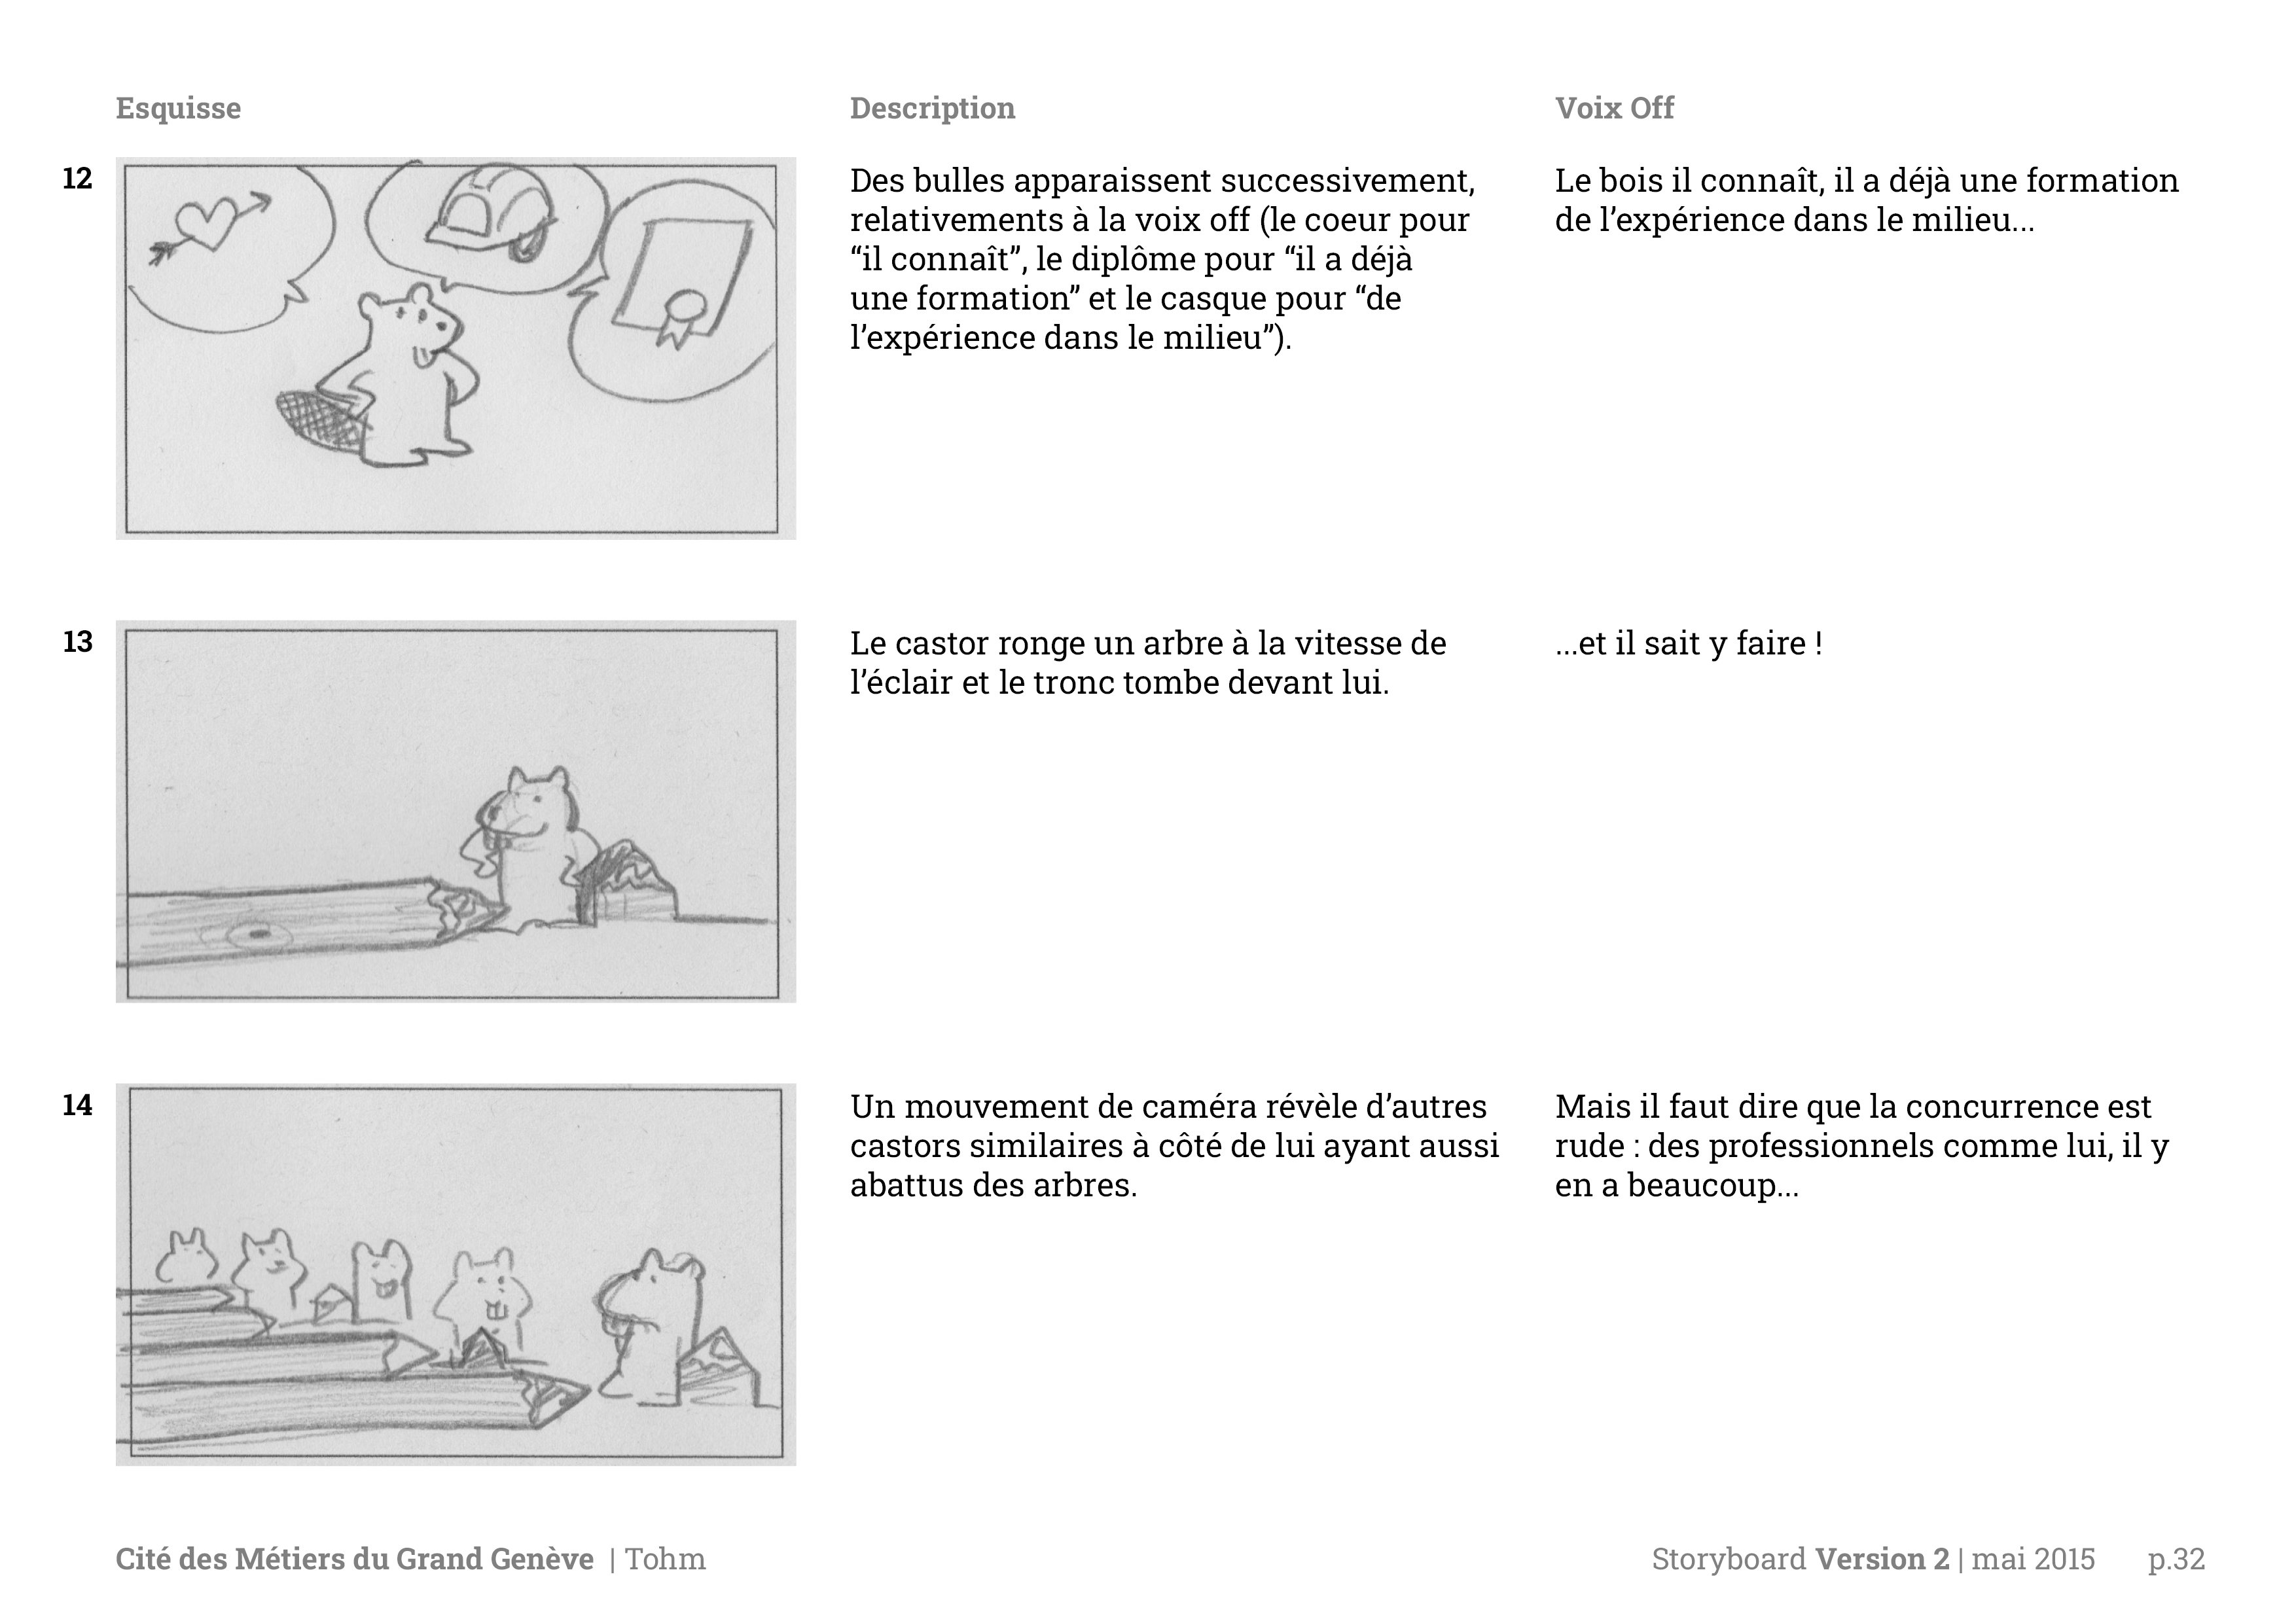 Esquisse
Description
Voix Off
12
Des bulles apparaissent successivement,
relativements à la voix off (le coeur pour
“il connaît”, le diplôme pour “il a déjà
une formation” et le casque pour “de
l’expérience dans le milieu”).
Le bois il connaît, il a déjà une formation
de l’expérience dans le milieu...
13
Le castor ronge un arbre à la vitesse de
l’éclair et le tronc tombe devant lui.
...et il sait y faire !
14
Un mouvement de caméra révèle d’autres
castors similaires à côté de lui ayant aussi
abattus des arbres.
Mais il faut dire que la concurrence est
rude : des professionnels comme lui, il y
en a beaucoup...
Cité des Métiers du Grand Genève | Tohm
Storyboard Version 2 | mai 2015 p.32